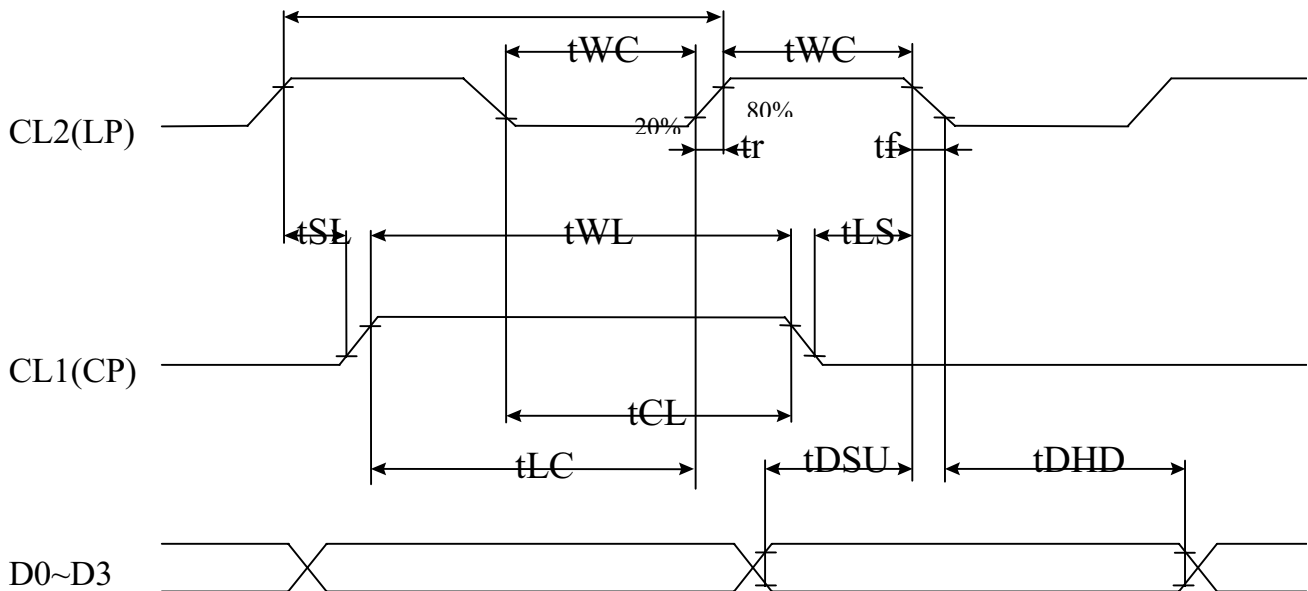 tWC tWC
CL2(LP) 20% 80%
tr tf
tSL tWL tLS
CL1(CP)
tCL
tLC tDSU tDHD
D0~D3